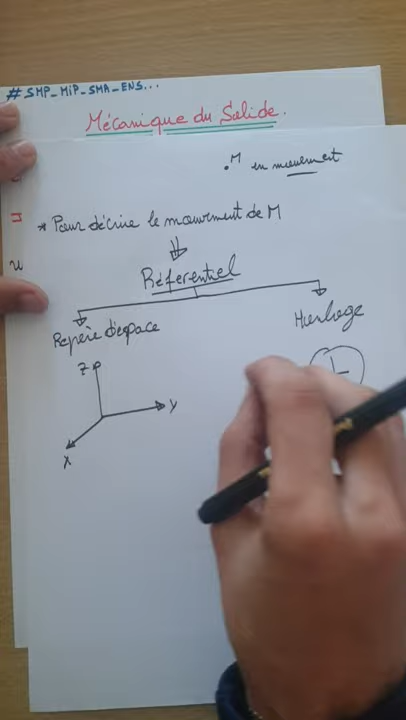 #SMP_MIP_SMA_ENS...
Mécanique du Solide.
.M en mouvement
* Pour décrire le mouvement de M
Référentiel
Repère d'espace
Horloge
Z
Y
X